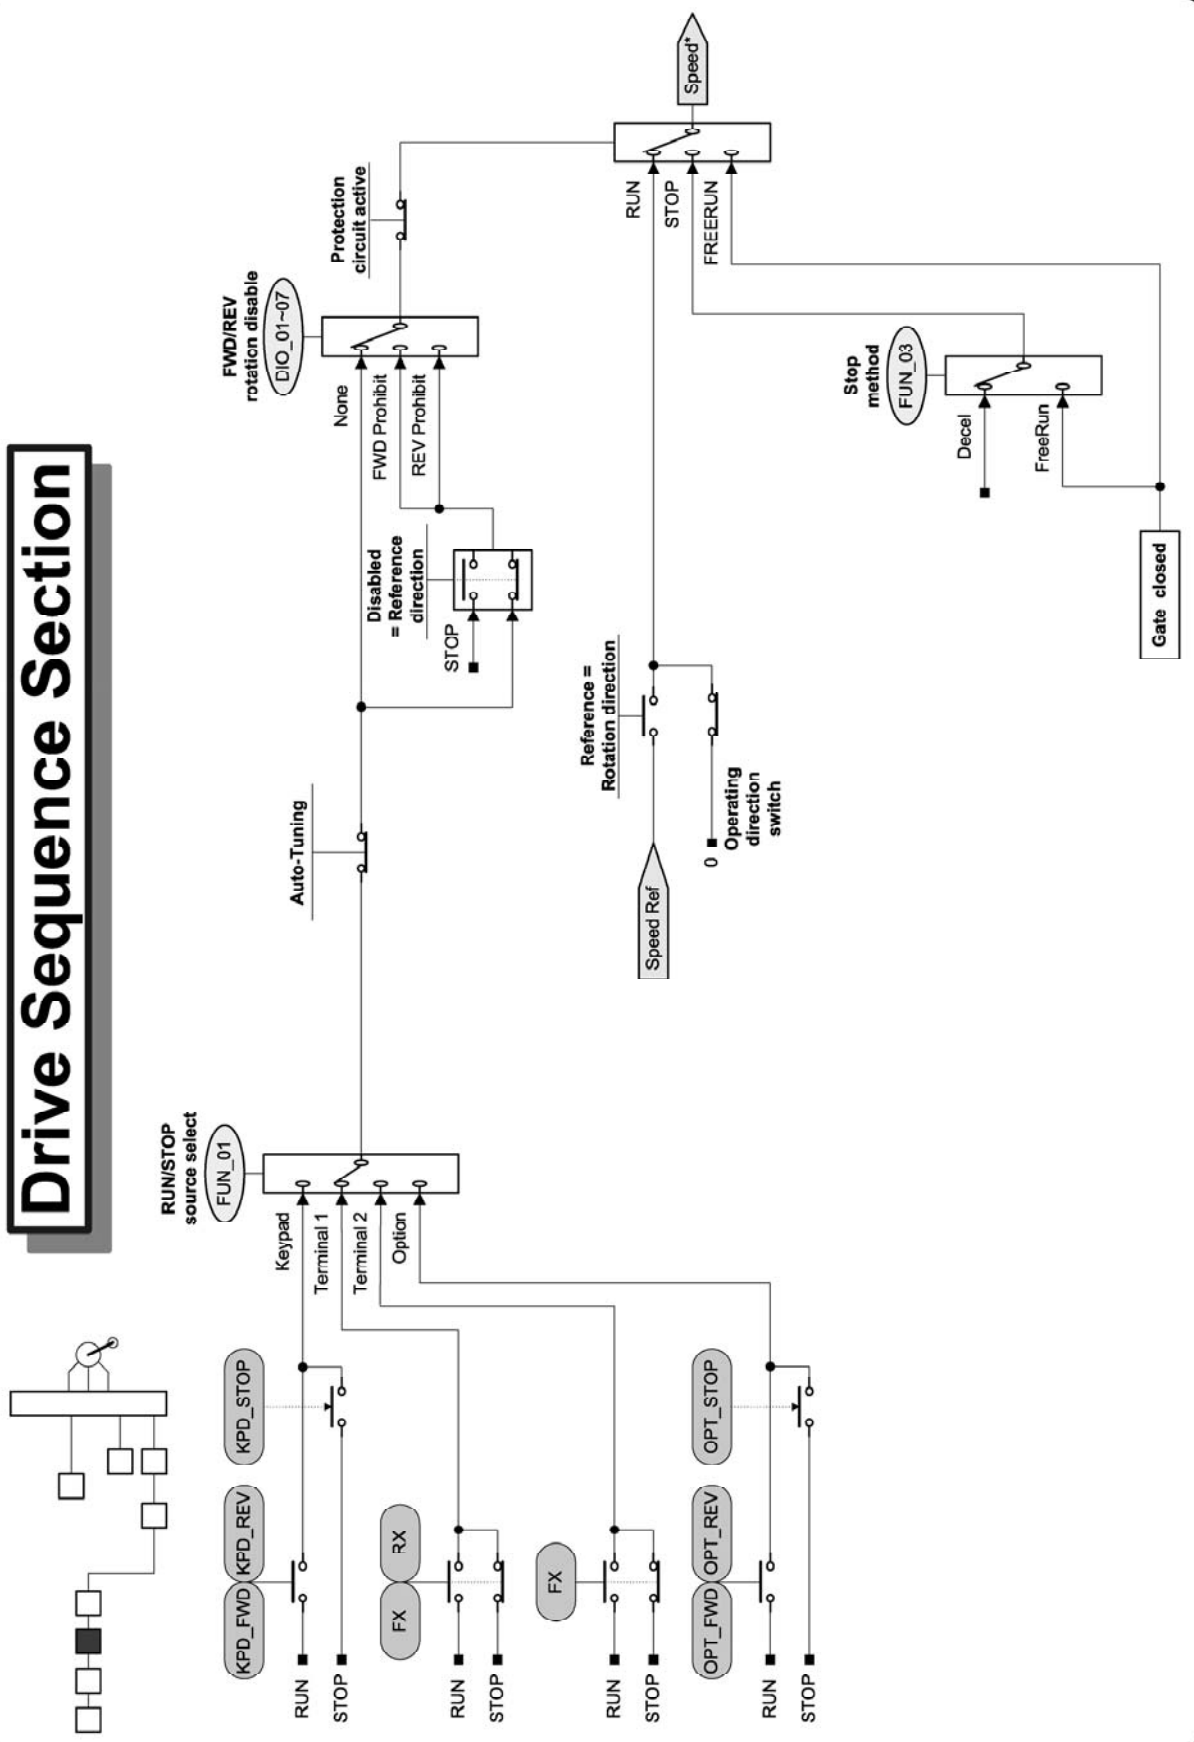 Drive Sequence Section
RUN/STOP
source select
FUN_01
Keypad
Terminal 1
Terminal 2
Option
KPD_FWD
KPD_REV
KPD_STOP
RUN
STOP
FX
RX
RUN
STOP
FX
RUN
STOP
OPT_FWD
OPT_REV
OPT_STOP
RUN
STOP
Auto-Tuning
Disabled
= Reference
direction
STOP
FWD/REV
rotation disable
DIO_01~07
None
FWD Prohibit
REV Prohibit
Protection
circuit active
Speed Ref
Reference =
Rotation direction
0
Operating
direction
switch
RUN
STOP
FREERUN
Speed*
Stop
method
FUN_03
Decel
FreeRun
Gate closed